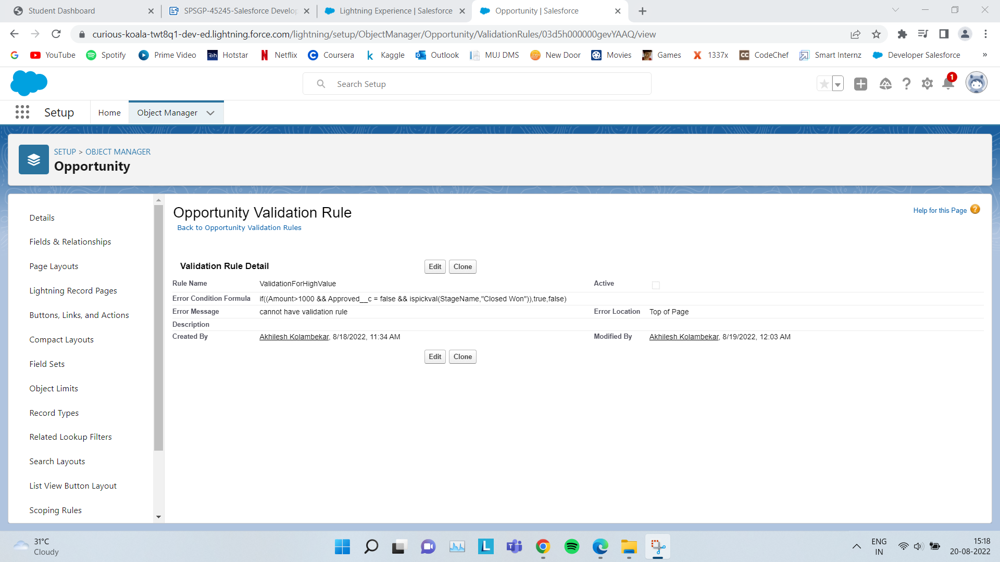 Student Dashboard
SPSGP-45245-Salesforce Develop
Lightning Experience | Salesforce
Opportunity | Salesforce
curious-koala-twt8q1-dev-ed.lightning.force.com/lightning/setup/ObjectManager/Opportunity/ValidationRules/03d5h000000gevYAAQ/view
YouTube Spotify Prime Video Hotstar Netflix Coursera Kaggle Outlook MUJ DMS New Door Movies Games 1337x CodeChef Smart Internz Developer Salesforce »
Search Setup
1
Setup Home Object Manager
SETUP > OBJECT MANAGER
Opportunity
Details
Fields & Relationships
Page Layouts
Lightning Record Pages
Buttons, Links, and Actions
Compact Layouts
Field Sets
Object Limits
Record Types
Related Lookup Filters
Search Layouts
List View Button Layout
Scoping Rules
Opportunity Validation Rule
Help for this Page
Back to Opportunity Validation Rules
Validation Rule Detail Edit Clone
Rule Name ValidationForHighValue Active
Error Condition Formula if((Amount>1000 && Approved__c = false && ispickval(StageName,"Closed Won")),true,false)
Error Message cannot have validation rule Error Location Top of Page
Description
Created By Akhilesh Kolambekar, 8/18/2022, 11:34 AM Modified By Akhilesh Kolambekar, 8/19/2022, 12:03 AM
Edit Clone
31°C
Cloudy
ENG
IN
15:18
20-08-2022